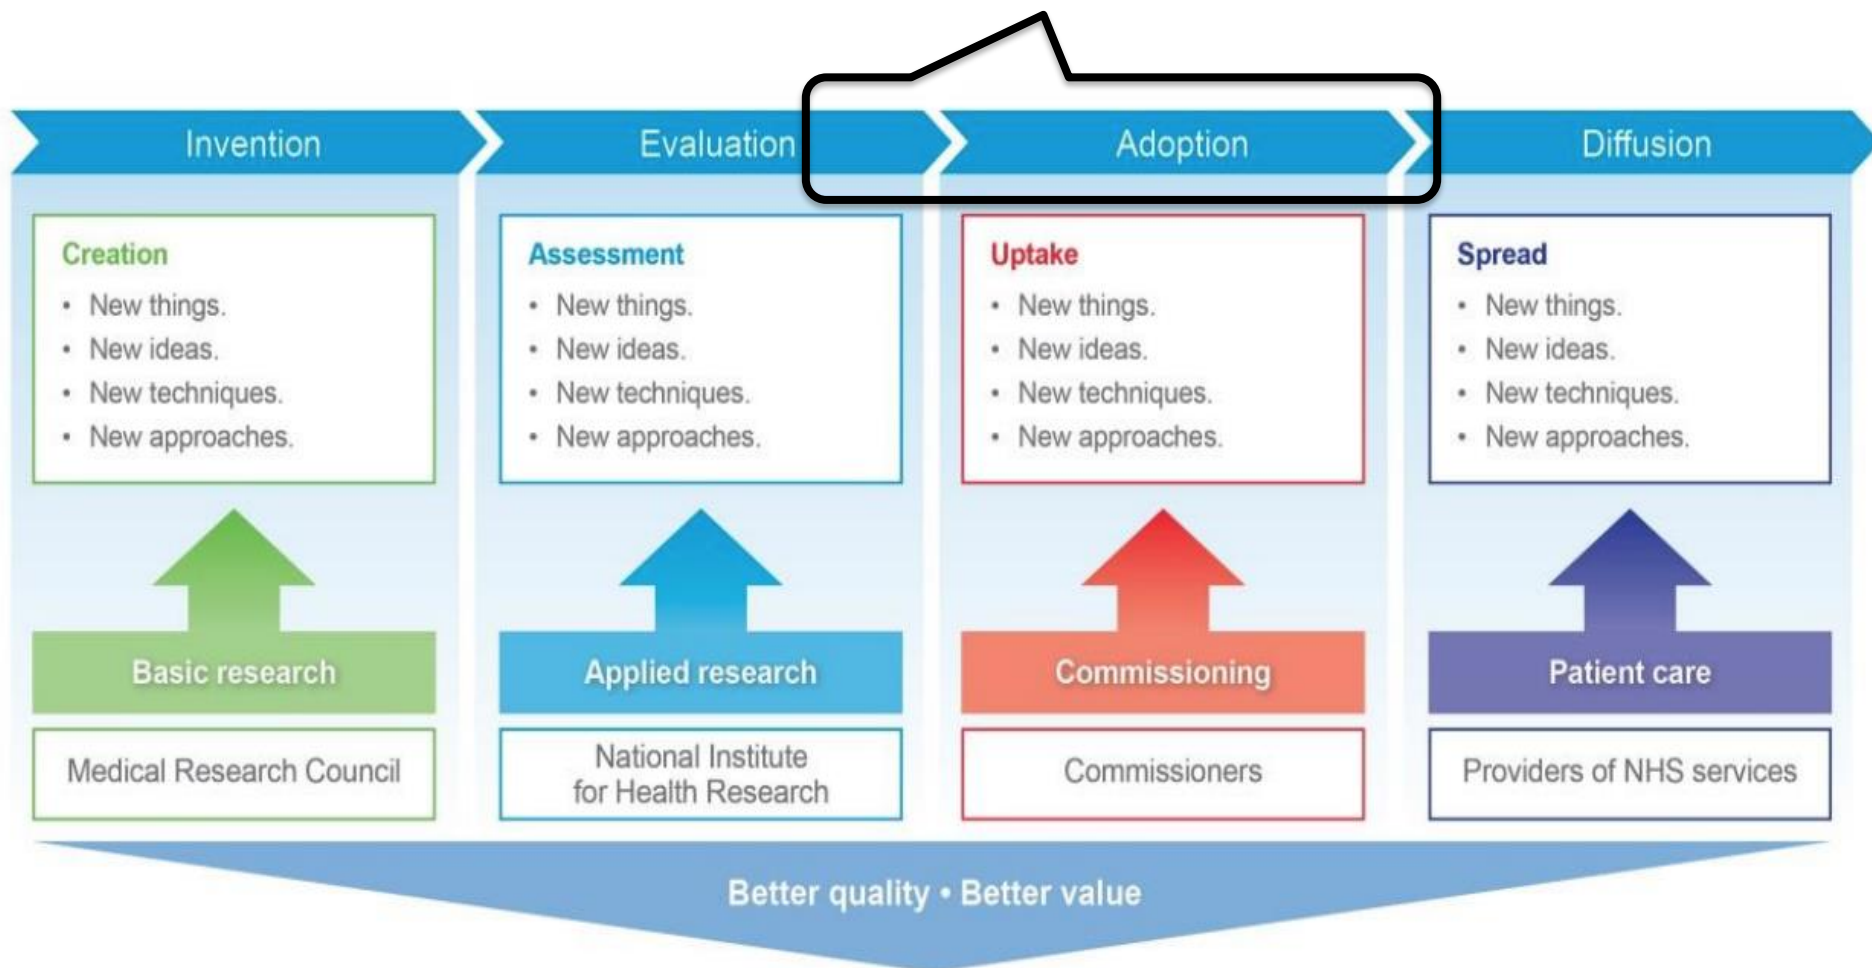 Invention
Evaluation
Adoption
Diffusion
Creation
• New things.
• New ideas.
• New techniques.
• New approaches.
Assessment
• New things.
• New ideas.
• New techniques.
• New approaches.
Uptake
• New things.
• New ideas.
• New techniques.
• New approaches.
Spread
• New things.
• New ideas.
• New techniques.
• New approaches.
Basic research
Applied research
Commissioning
Patient care
Medical Research Council
National Institute
for Health Research
Commissioners
Providers of NHS services
Better quality • Better value